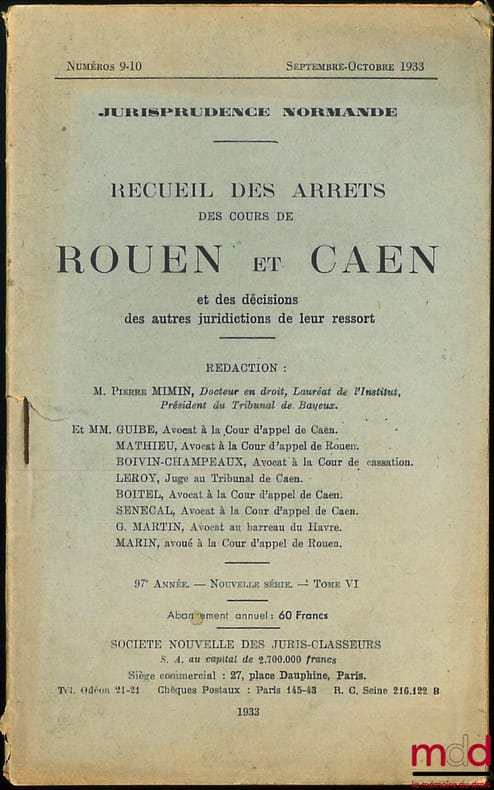 NUMÉROS 9-10 SEPTEMBRE-OCTOBRE 1933
JURISPRUDENCE NORMANDE
RECUEIL DES ARRETS
DES COURS DE
ROUEN ET CAEN
et des décisions
des autres juridictions de leur ressort
REDACTION :
M. PIERRE MIMIN, Docteur en droit, Lauréat de l'Institut,
Président du Tribunal de Bayeux.
Et MM. GUIBE, Avocat à la Cour d'appel de Caen.
MATHIEU, Avocat à la Cour d'appel de Rouen.
BOIVIN-CHAMPEAUX, Avocat à la Cour de cassation.
LEROY, Juge au Tribunal de Caen.
BOITEL, Avocat à la Cour d'appel de Caen.
SENECAL, Avocat à la Cour d'appel de Caen.
G. MARTIN, Avocat au barreau du Havre.
MARIN, avoué à la Cour d'appel de Rouen.
97e ANNÉE. — NOUVELLE SÉRIE. — TOME VI
Abonnement annuel : 60 Francs
SOCIETE NOUVELLE DES JURIS-CLASSEURS
S. A. au capital de 2.700.000 francs
Siège commercial : 27, place Dauphine, Paris.
Tél. Odéon 21-21 Chèques Postaux : Paris 145-43 R. C. Seine 216.122 B
1933
mdd
la mémoire du droit